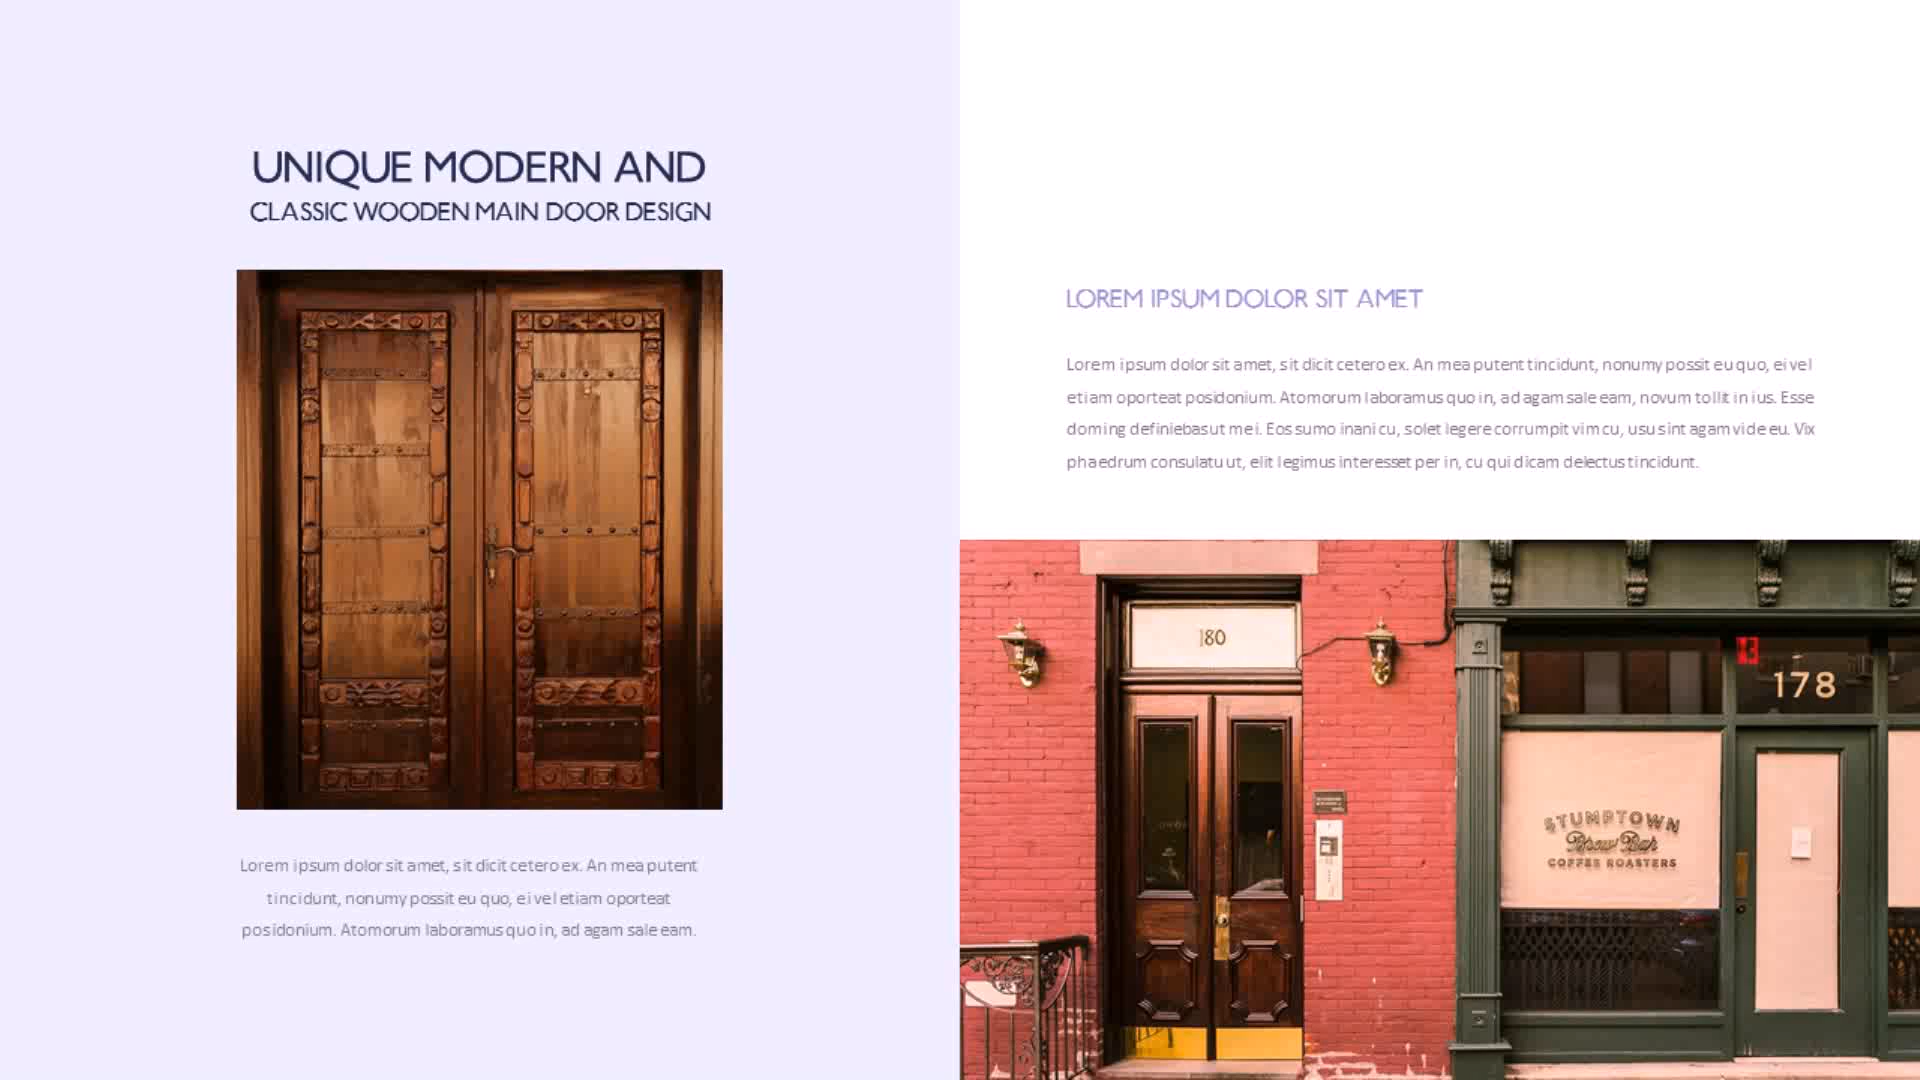 UNIQUE MODERN AND
CLASSIC WOODEN MAIN DOOR DESIGN
Lorem ipsum dolor sit amet, sit dicit cetero ex. An mea putent
tincidunt, nonumy possit eu quo, ei vel etiam oporteat
posidonium. Atomorum laboramus quo in, ad agam sale eam.
LOREM IPSUM DOLOR SIT AMET
Lorem ipsum dolor sit amet, sit dicit cetero ex. An mea putent tincidunt, nonumy possit eu quo, ei vel
etiam oporteat posidonium. Atomorum laboramus quo in, ad agam sale eam, novum tollit in ius. Esse
doming definiebas ut mei. Eos sumo inani cu, solet legere corrumpit vim cu, usu sint agam vide eu. Vix
phaedrum consulatu ut, elit legimus interesset per in, cu qui dicam delectus tincidunt.
180
178
STUMPTOWN
Brew Bar
COFFEE ROASTERS